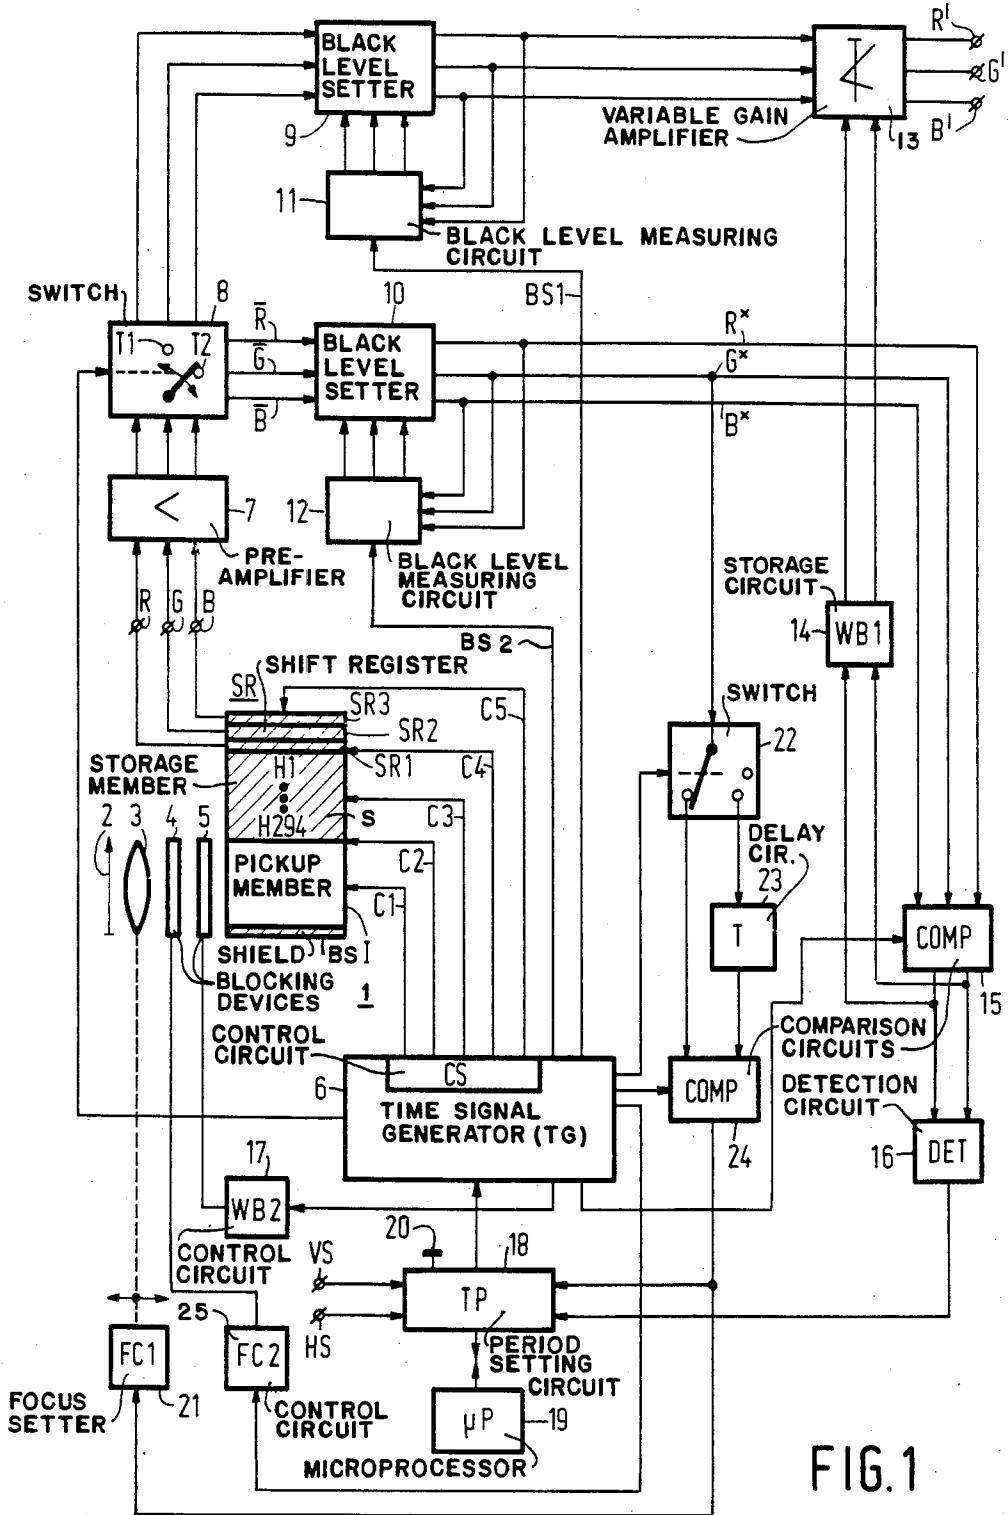 R'
G'
B'
BLACK
LEVEL
SETTER
9
VARIABLE GAIN
AMPLIFIER
13
11
BLACK LEVEL MEASURING
CIRCUIT
BS1
SWITCH
8
T1
T2
R̄
Ḡ
B̄
10
BLACK
LEVEL
SETTER
R*
G*
B*
<
7
PRE-
AMPLIFIER
12
BLACK LEVEL
MEASURING
CIRCUIT
BS2
STORAGE
CIRCUIT
14
WB1
R
G
B
SHIFT REGISTER
SR
SR3
SR2
SR1
C5
C4
C3
C2
C1
SWITCH
22
STORAGE
MEMBER
H1
H294
S
2
3
4
5
PICKUP
MEMBER
SHIELD
BS
I
BLOCKING
DEVICES
1
DELAY
CIR.
23
T
COMP
15
CONTROL
CIRCUIT
CS
6
TIME SIGNAL
GENERATOR (TG)
COMP
24
COMPARISON
CIRCUITS
DETECTION
CIRCUIT
16
DET
17
WB2
CONTROL
CIRCUIT
20
18
VS
HS
TP
PERIOD
SETTING
CIRCUIT
25
FC1
FC2
FOCUS
SETTER
21
CONTROL
CIRCUIT
µP
19
MICROPROCESSOR
FIG.1